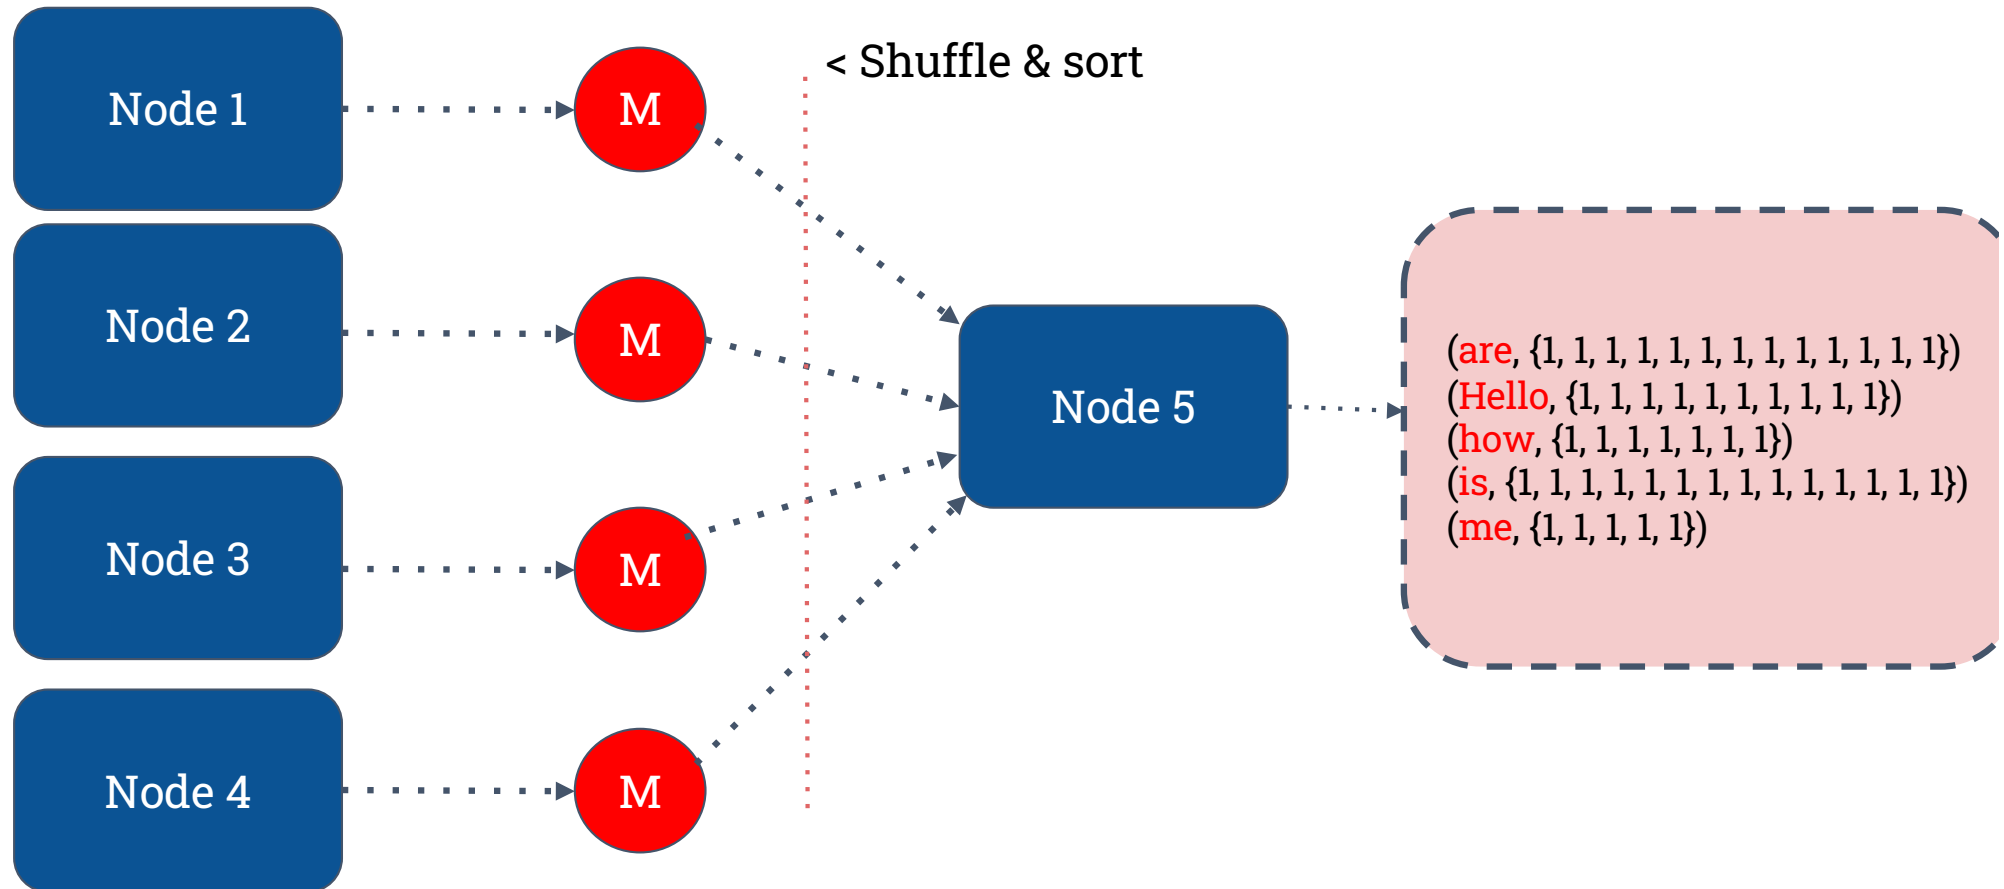 < Shuffle & sort
Node 1
M
Node 2
M
Node 3
M
Node 4
M
Node 5
(are, {1, 1, 1, 1, 1, 1, 1, 1, 1, 1, 1, 1, 1})
(Hello, {1, 1, 1, 1, 1, 1, 1, 1, 1, 1})
(how, {1, 1, 1, 1, 1, 1, 1})
(is, {1, 1, 1, 1, 1, 1, 1, 1, 1, 1, 1, 1, 1, 1})
(me, {1, 1, 1, 1, 1})